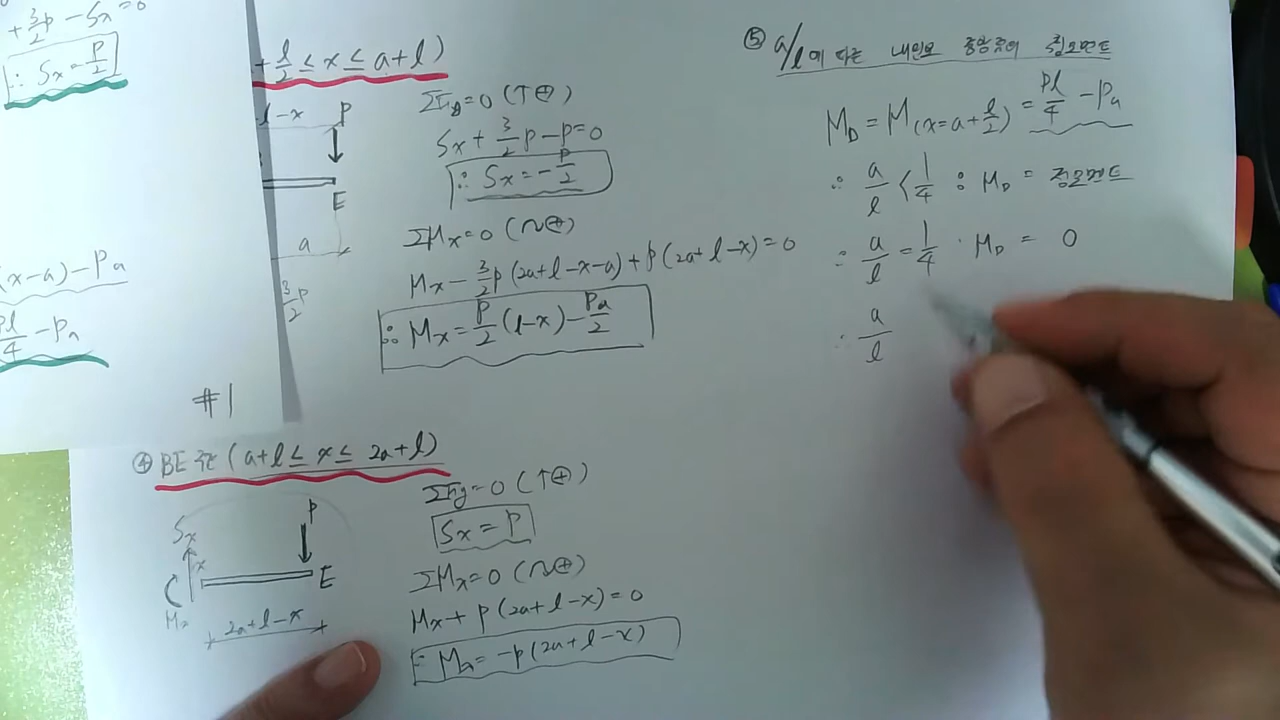 +3/2p - Sx = 0
∴ Sx = P/2
(x-a) - Pa
Pl/4 - Pa
#1
+ l/2 ≤ x ≤ a+l)
l-x P
E
a
3/2p
ΣFy=0 (↑⊕)
Sx + 3/2p - p = 0
∴ Sx = - P/2
ΣMx=0 (⊕)
Mx - 3/2p(2a+l-x-a) + p(2a+l-x) = 0
∴ Mx = P/2(l-x) - Pa/2
④ BE 구간 (a+l ≤ x ≤ 2a+l)
Sx P
x E
Mx
2a+l-x
ΣFy=0 (↑⊕)
Sx = P
ΣMx=0 (⊕)
Mx + p(2a+l-x) = 0
∴ Mx = -p(2a+l-x)
⑤ a/l에 따른 내민보 중앙 휨모멘트
MD = M(x=a+l/2) = Pl/4 - Pa
∴ a/l < 1/4 : MD = 정모멘트
∴ a/l = 1/4 : MD = 0
∴ a/l